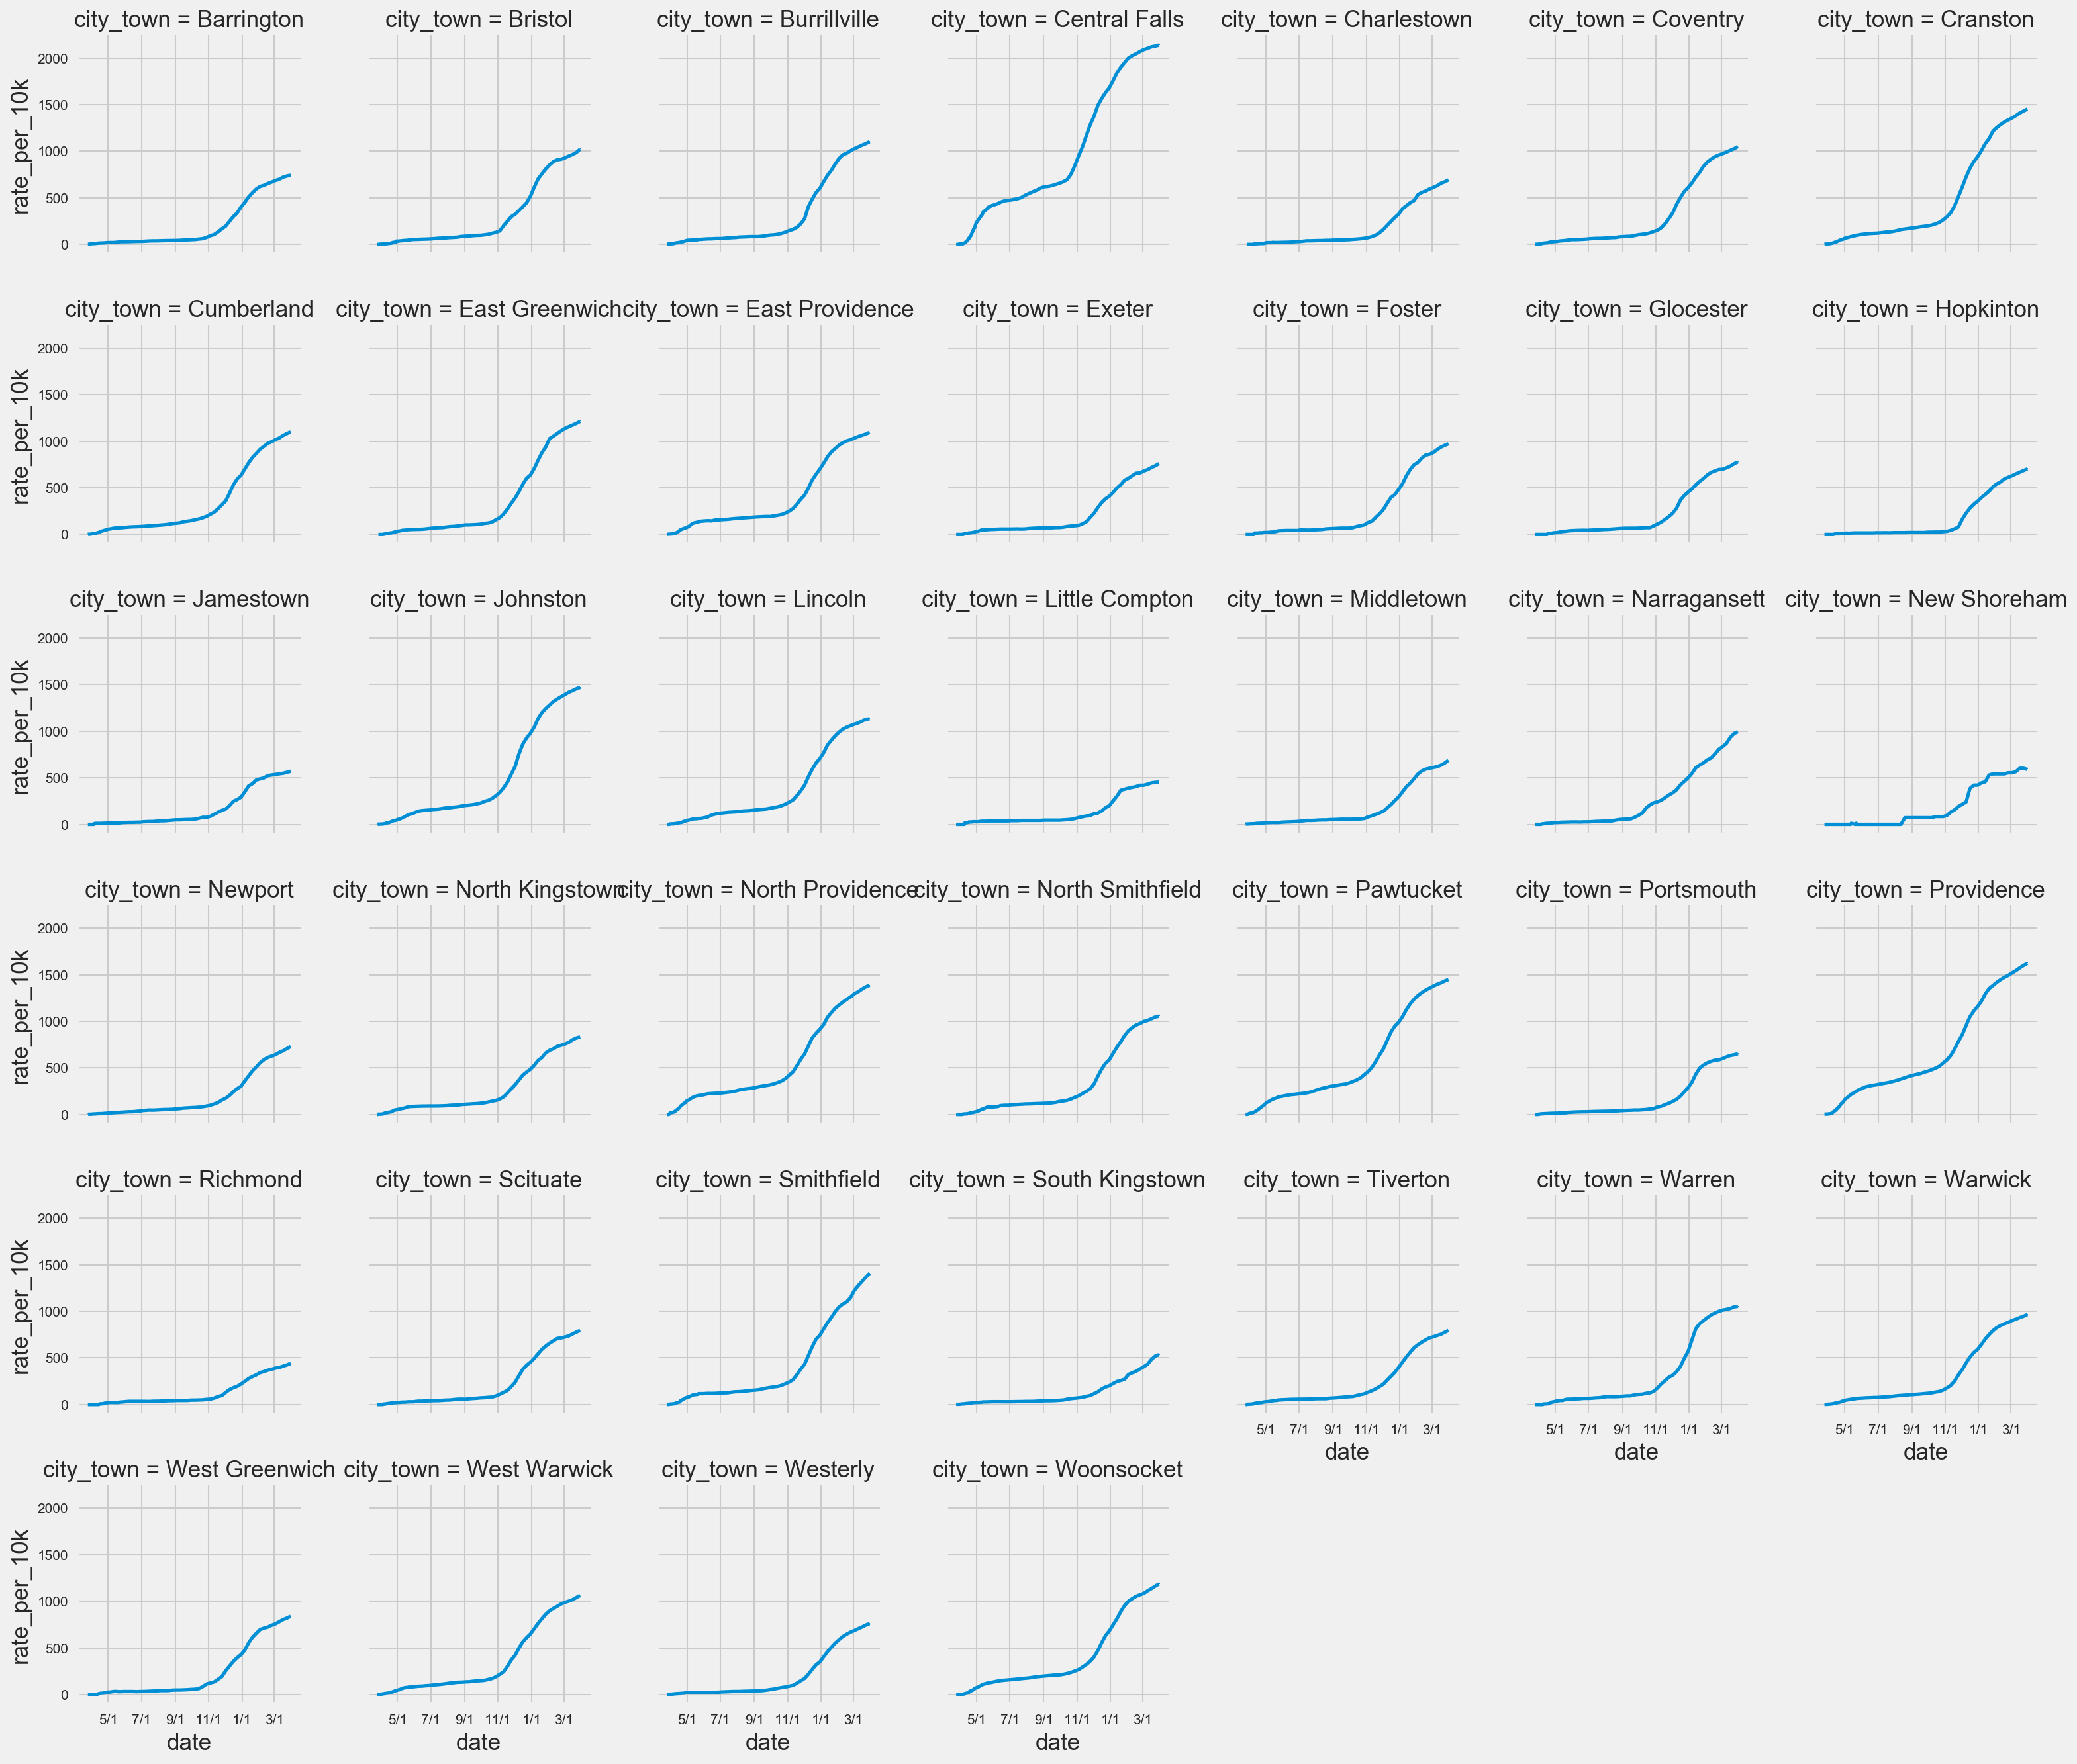 city_town = Barrington city_town = Bristol city_town = Burrillville city_town = Central Falls city_town = Charlestown city_town = Coventry city_town = Cranston
rate_per_10k
2000
1500
1000
500
0
city_town = Cumberland city_town = East Greenwich city_town = East Providence city_town = Exeter city_town = Foster city_town = Glocester city_town = Hopkinton
rate_per_10k
2000
1500
1000
500
0
city_town = Jamestown city_town = Johnston city_town = Lincoln city_town = Little Compton city_town = Middletown city_town = Narragansett city_town = New Shoreham
rate_per_10k
2000
1500
1000
500
0
city_town = Newport city_town = North Kingstown city_town = North Providence city_town = North Smithfield city_town = Pawtucket city_town = Portsmouth city_town = Providence
rate_per_10k
2000
1500
1000
500
0
city_town = Richmond city_town = Scituate city_town = Smithfield city_town = South Kingstown city_town = Tiverton city_town = Warren city_town = Warwick
rate_per_10k
2000
1500
1000
500
0
5/1 7/1 9/1 11/1 1/1 3/1 5/1 7/1 9/1 11/1 1/1 3/1 5/1 7/1 9/1 11/1 1/1 3/1
date date date
city_town = West Greenwich city_town = West Warwick city_town = Westerly city_town = Woonsocket
rate_per_10k
2000
1500
1000
500
0
5/1 7/1 9/1 11/1 1/1 3/1 5/1 7/1 9/1 11/1 1/1 3/1 5/1 7/1 9/1 11/1 1/1 3/1 5/1 7/1 9/1 11/1 1/1 3/1
date date date date